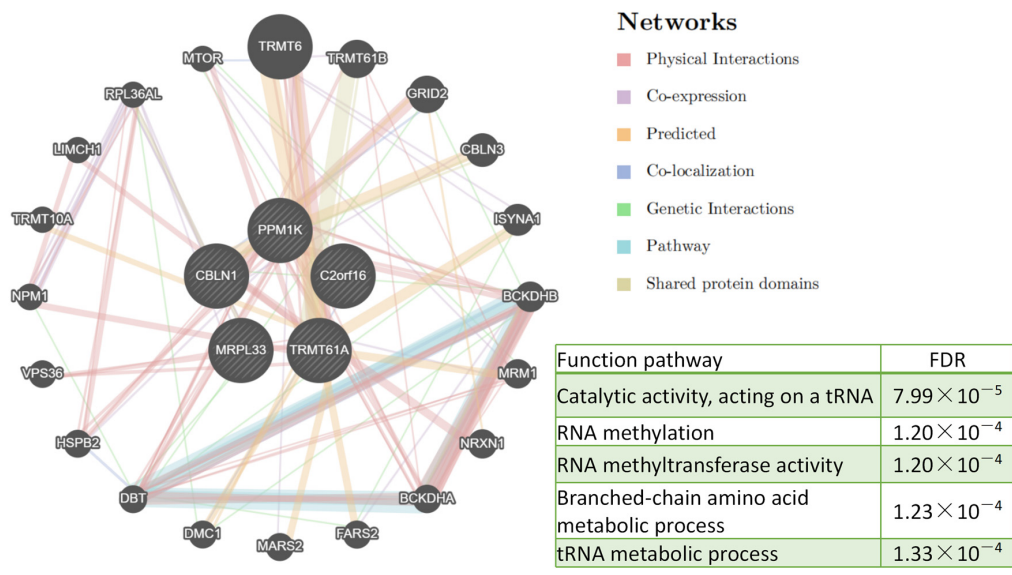 TRMT6
MTOR
TRMT61B
RPL36AL
GRID2
LIMCH1
CBLN3
TRMT10A
ISYNA1
PPM1K
CBLN1
C2orf16
NPM1
BCKDHB
MRPL33
TRMT61A
VPS36
MRM1
HSPB2
NRXN1
DBT
BCKDHA
DMC1
FARS2
MARS2
Networks
Physical Interactions
Co-expression
Predicted
Co-localization
Genetic Interactions
Pathway
Shared protein domains
Function pathway FDR
Catalytic activity, acting on a tRNA 7.99×10⁻⁵
RNA methylation 1.20×10⁻⁴
RNA methyltransferase activity 1.20×10⁻⁴
Branched-chain amino acid
metabolic process 1.23×10⁻⁴
tRNA metabolic process 1.33×10⁻⁴